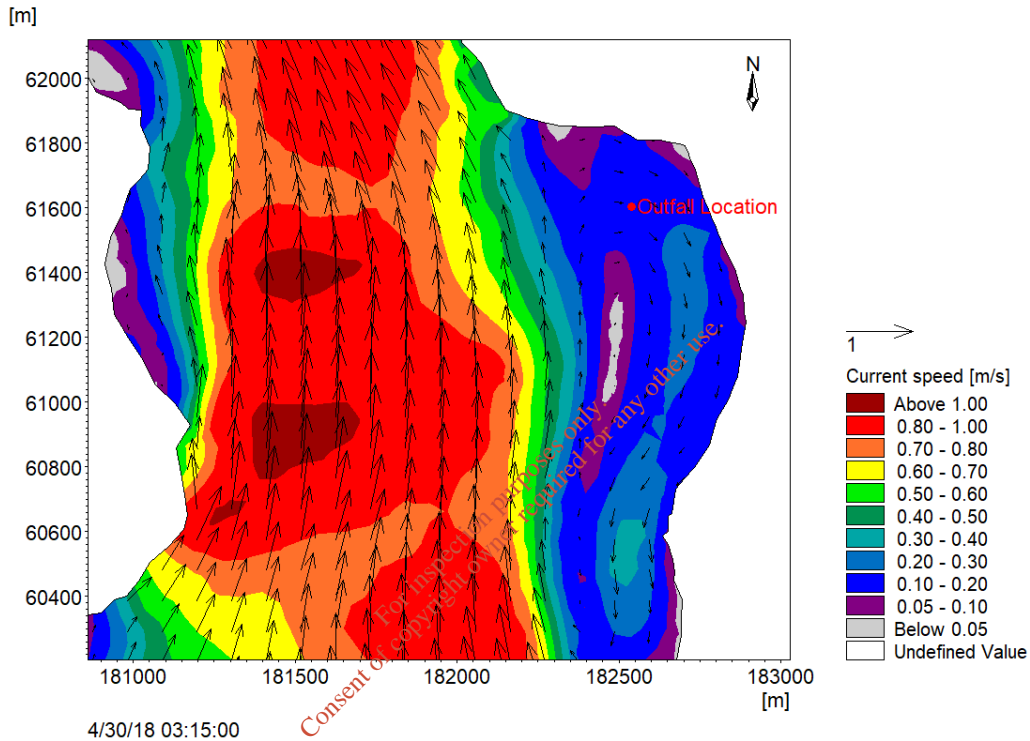 [m]
N
62000
61800
61600
61400
61200
61000
60800
60600
60400
Outfall Location
For inspection purposes only.
Consent of copyright owner required for any other use.
1
Current speed [m/s]
Above 1.00
0.80 - 1.00
0.70 - 0.80
0.60 - 0.70
0.50 - 0.60
0.40 - 0.50
0.30 - 0.40
0.20 - 0.30
0.10 - 0.20
0.05 - 0.10
Below 0.05
Undefined Value
181000 181500 182000 182500 183000
[m]
4/30/18 03:15:00